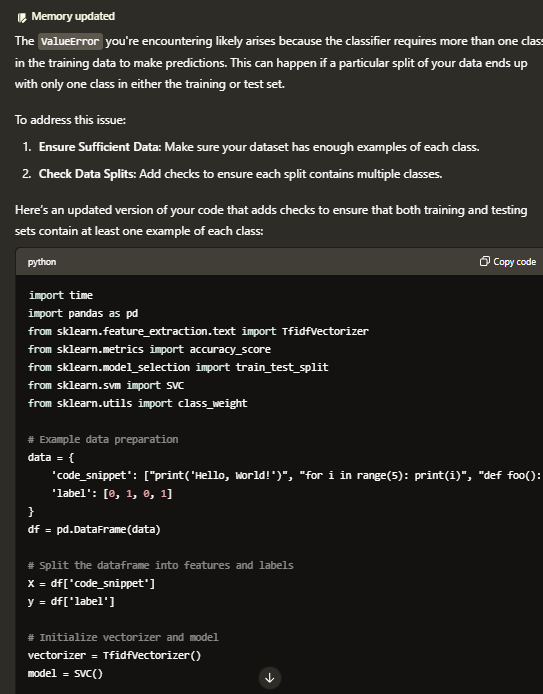 Memory updated
The ValueError you're encountering likely arises because the classifier requires more than one class
in the training data to make predictions. This can happen if a particular split of your data ends up
with only one class in either the training or test set.
To address this issue:
1. Ensure Sufficient Data: Make sure your dataset has enough examples of each class.
2. Check Data Splits: Add checks to ensure each split contains multiple classes.
Here's an updated version of your code that adds checks to ensure that both training and testing
sets contain at least one example of each class:
python Copy code
import time
import pandas as pd
from sklearn.feature_extraction.text import TfidfVectorizer
from sklearn.metrics import accuracy_score
from sklearn.model_selection import train_test_split
from sklearn.svm import SVC
from sklearn.utils import class_weight
# Example data preparation
data = {
'code_snippet': ["print('Hello, World!')", "for i in range(5): print(i)", "def foo():
'label': [0, 1, 0, 1]
}
df = pd.DataFrame(data)
# Split the dataframe into features and labels
X = df['code_snippet']
y = df['label']
# Initialize vectorizer and model
vectorizer = TfidfVectorizer()
model = SVC()